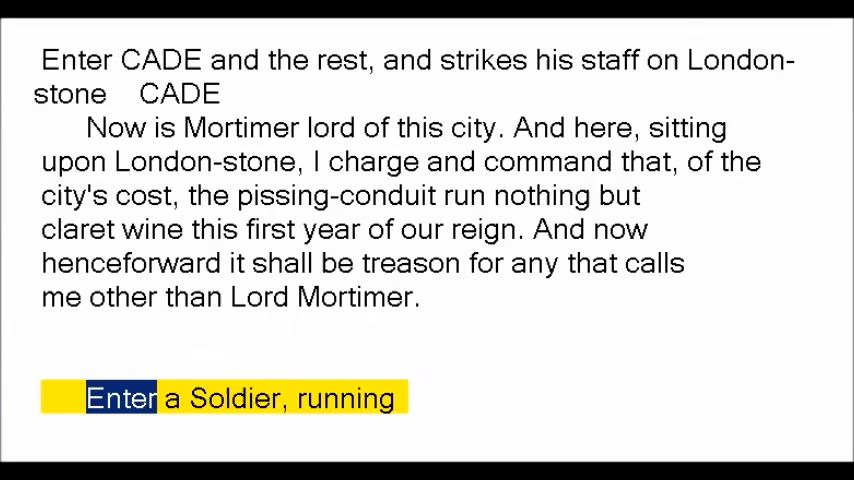 Enter CADE and the rest, and strikes his staff on London-
stone CADE
Now is Mortimer lord of this city. And here, sitting
upon London-stone, I charge and command that, of the
city's cost, the pissing-conduit run nothing but
claret wine this first year of our reign. And now
henceforward it shall be treason for any that calls
me other than Lord Mortimer.
Enter a Soldier, running